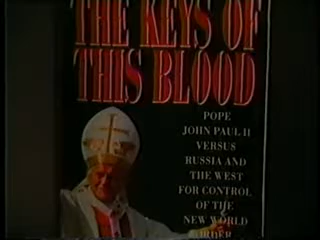 THE KEYS OF
THIS BLOOD
POPE
JOHN PAUL II
VERSUS
RUSSIA AND
THE WEST
FOR CONTROL
OF THE
NEW WORLD
ORDER